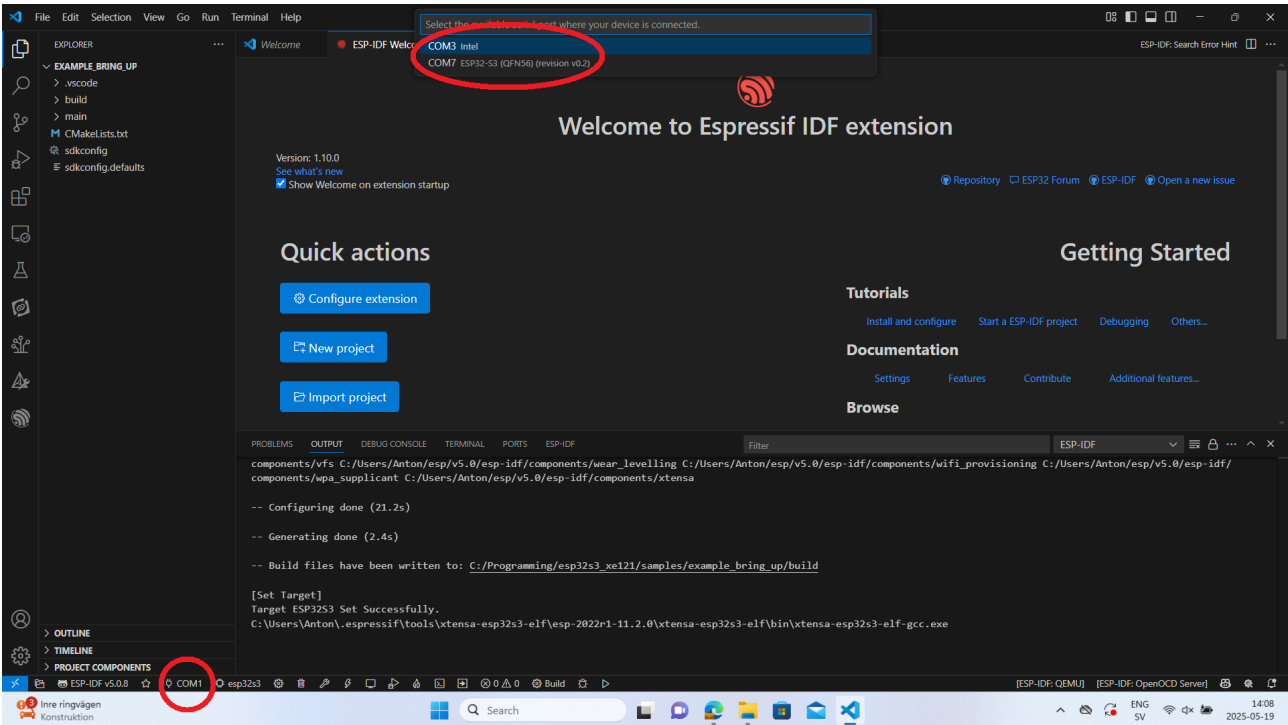 File Edit Selection View Go Run Terminal Help
Select the available serial port where your device is connected.
COM3 Intel
COM7 ESP32-S3 (QFN56) (revision v0.2)
EXPLORER
Welcome
ESP-IDF Welc
ESP-IDF: Search Error Hint
EXAMPLE_BRING_UP
.vscode
build
main
CMakeLists.txt
sdkconfig
sdkconfig.defaults
Welcome to Espressif IDF extension
Version: 1.10.0
See what's new
Show Welcome on extension startup
Repository ESP32 Forum ESP-IDF Open a new issue
Quick actions
Configure extension
New project
Import project
Getting Started
Tutorials
Install and configure Start a ESP-IDF project Debugging Others...
Documentation
Settings Features Contribute Additional features...
Browse
PROBLEMS OUTPUT DEBUG CONSOLE TERMINAL PORTS ESP-IDF
Filter
ESP-IDF
components/vfs C:/Users/Anton/esp/v5.0/esp-idf/components/wear_levelling C:/Users/Anton/esp/v5.0/esp-idf/components/wifi_provisioning C:/Users/Anton/esp/v5.0/esp-idf/
components/wpa_supplicant C:/Users/Anton/esp/v5.0/esp-idf/components/xtensa
-- Configuring done (21.2s)
-- Generating done (2.4s)
-- Build files have been written to: C:/Programming/esp32s3_xe121/samples/example_bring_up/build
[Set Target]
Target ESP32S3 Set Successfully.
C:\Users\Anton\.espressif\tools\xtensa-esp32s3-elf\esp-2022r1-11.2.0\xtensa-esp32s3-elf\bin\xtensa-esp32s3-elf-gcc.exe
OUTLINE
TIMELINE
PROJECT COMPONENTS
ESP-IDF v5.0.8 COM1 esp32s3 0 0 Build [ESP-IDF: QEMU] [ESP-IDF: OpenOCD Server]
3
Inre ringvägen
Konstruktion
Search
ENG
SV
14:08
2025-05-19